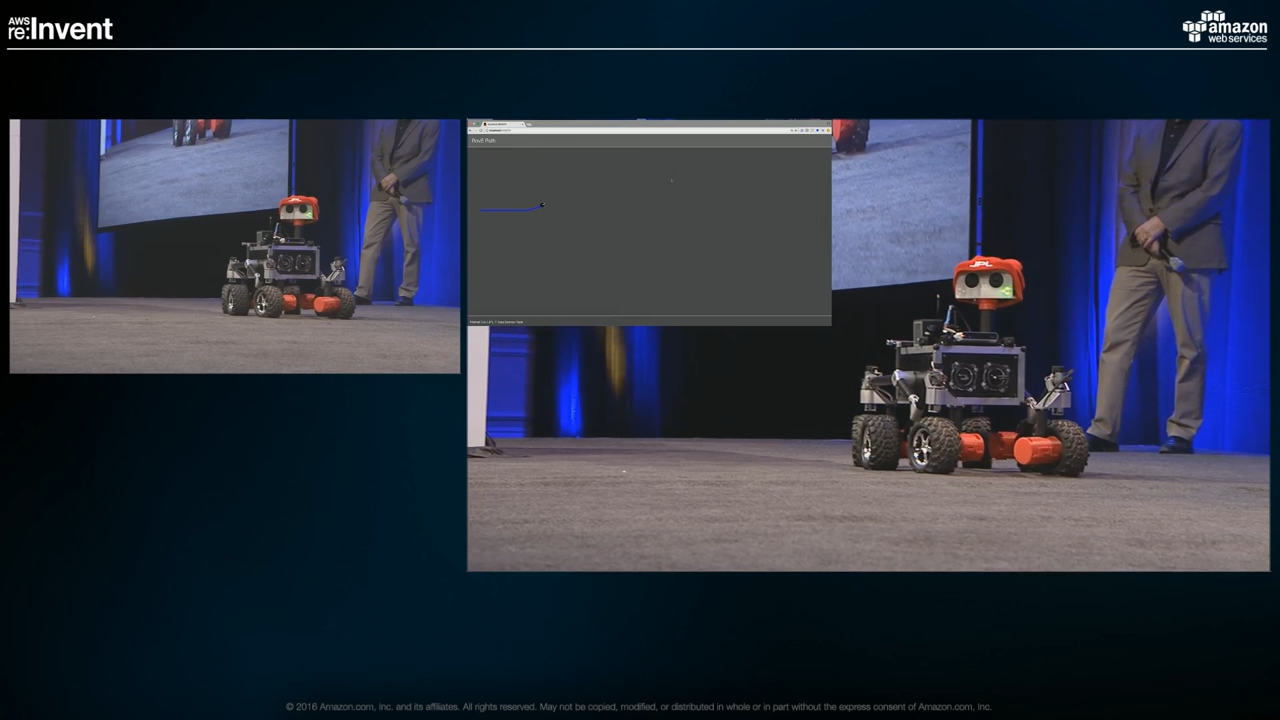 AWS
re:Invent
amazon
web services
RovE Path
JPL
© 2016 Amazon.com, Inc. and its affiliates. All rights reserved. May not be copied, modified, or distributed in whole or in part without the express consent of Amazon.com, Inc.